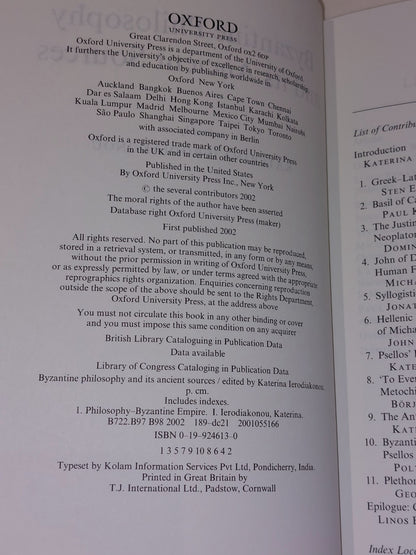 OXFORD
UNIVERSITY PRESS
Great Clarendon Street, Oxford OX2 6DP
Oxford University Press is a department of the University of Oxford.
It furthers the University's objective of excellence in research, scholarship,
and education by publishing worldwide in
Oxford New York
Auckland Bangkok Buenos Aires Cape Town Chennai
Dar es Salaam Delhi Hong Kong Istanbul Karachi Kolkata
Kuala Lumpur Madrid Melbourne Mexico City Mumbai Nairobi
São Paulo Shanghai Singapore Taipei Tokyo Toronto
with associated company in Berlin
Oxford is a registered trade mark of Oxford University Press
in the UK and in certain other countries
Published in the United States
By Oxford University Press Inc., New York
© the several contributors 2002
The moral rights of the author have been asserted
Database right Oxford University Press (maker)
First published 2002
All rights reserved. No part of this publication may be reproduced,
stored in a retrieval system, or transmitted, in any form or by any means,
without the prior permission in writing of Oxford University Press,
or as expressly permitted by law, or under terms agreed with the appropriate
reprographics rights organization. Enquiries concerning reproduction
outside the scope of the above should be sent to the Rights Department,
Oxford University Press, at the address above
You must not circulate this book in any other binding or cover
and you must impose this same condition on any acquirer
British Library Cataloguing in Publication Data
Data available
Library of Congress Cataloging in Publication Data
Byzantine philosophy and its ancient sources / edited by Katerina Ierodiakonou.
p. cm.
Includes indexes.
1. Philosophy–Byzantine Empire. I. Ierodiakonou, Katerina.
B722.B97 B98 2002 189–dc21 2001055166
ISBN 0–19–924613–0
1 3 5 7 9 10 8 6 4 2
Typeset by Kolam Information Services Pvt Ltd, Pondicherry, India.
Printed in Great Britain by
T.J. International Ltd., Padstow, Cornwall
List of Contribu
Introduction
KATERINA
1. Greek–Lat
STEN E
2. Basil of Ca
PAUL K
3. The Justin
Neoplaton
DOMIN
4. John of D
Human F
MICHA
5. Syllogisti
JONAT
6. Hellenic
of Micha
JOHN
7. Psellos'
KATE
8. 'To Ever
Metochi
BÖRJ
9. The An
KAT
10. Byzanti
Psellos
POL
11. Pletho
Epilogue: C
LINOS B
Index Loc